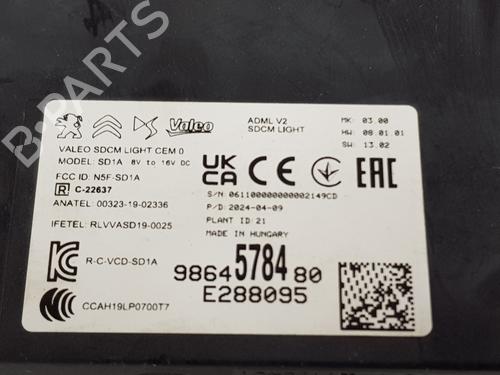 Valeo
ADML V2
SDCM LIGHT
MK: 03.00
HW: 08.01.01
SW: 13.02
VALEO SDCM LIGHT CEM 0
MODEL: SD1A 8V to 16V DC
FCC ID: N5F-SD1A
R C-22637
ANATEL: 00323-19-02336
IFETEL: RLVVASD19-0025
UK CA CE EAC
S/N: 061100000000002149CD
P/D: 2024-04-09
PLANT ID: 21
MADE IN HUNGARY
R-C-VCD-SD1A
CCAH19LP0700T7
98645784 80
E288095
B-Parts